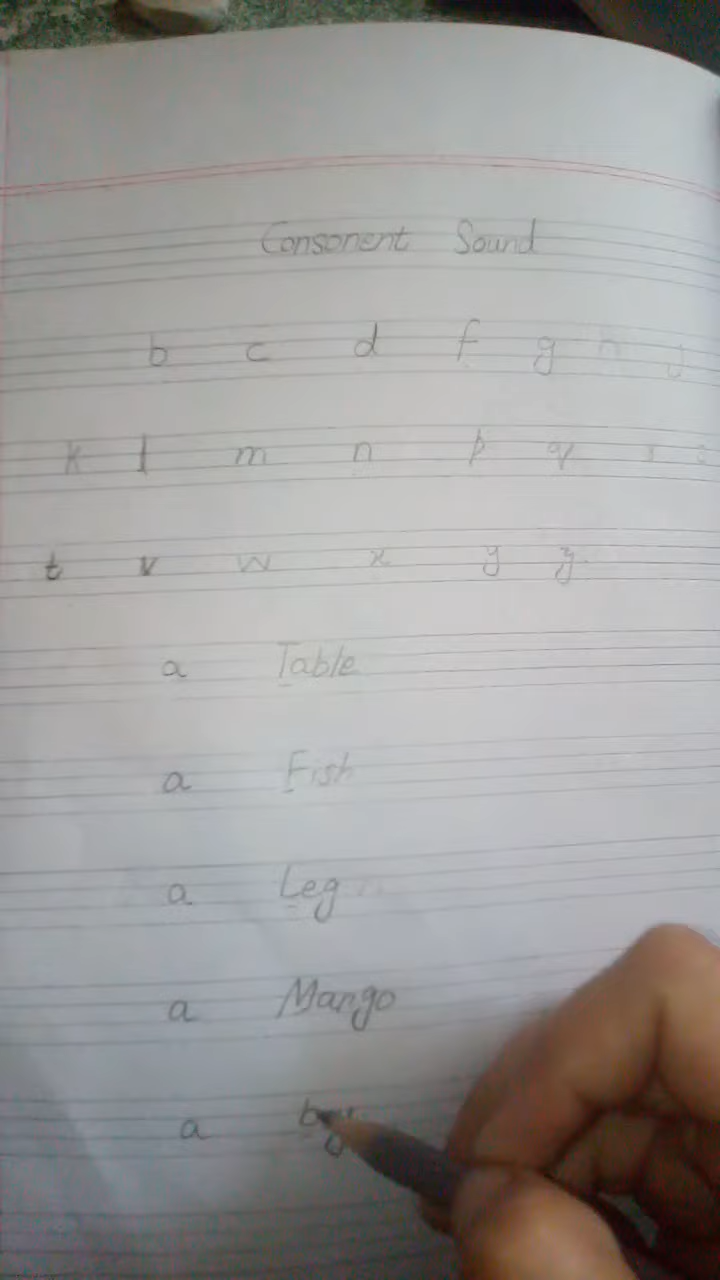 Consonent Sound
b c d f g h j
k l m n p q r s
t v w x y z
a Table
a Fish
a Leg
a Mango
a